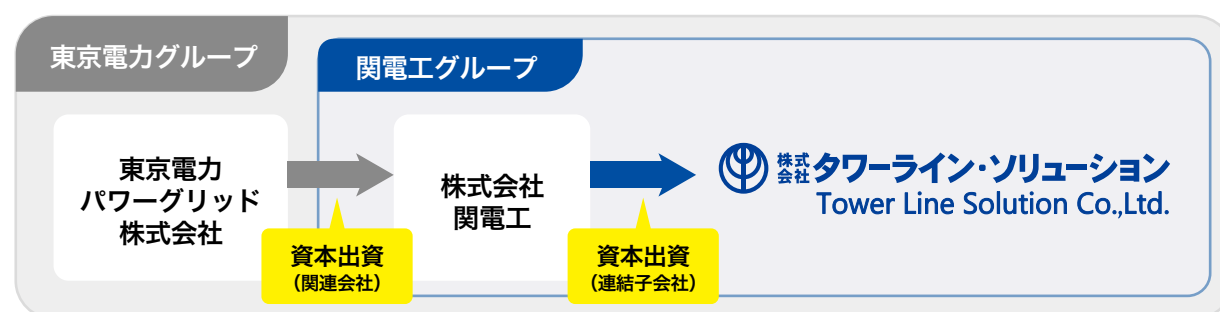 東京電力グループ
関電工グループ
東京電力
パワーグリッド
株式会社
資本出資
（関連会社）
株式会社
関電工
資本出資
（連結子会社）
株式会社タワーライン・ソリューション
Tower Line Solution Co.,Ltd.